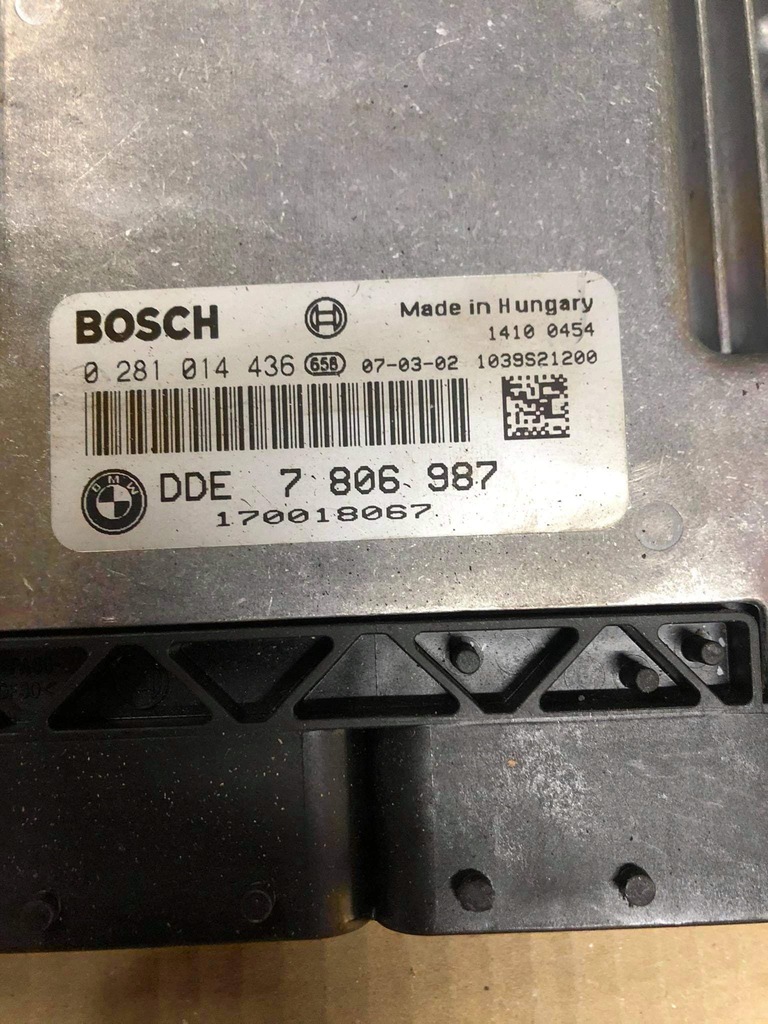 BOSCH
Made in Hungary
1410 0454
0 281 014 436 658 07-03-02 1039S21200
BMW
DDE 7 806 987
170018067